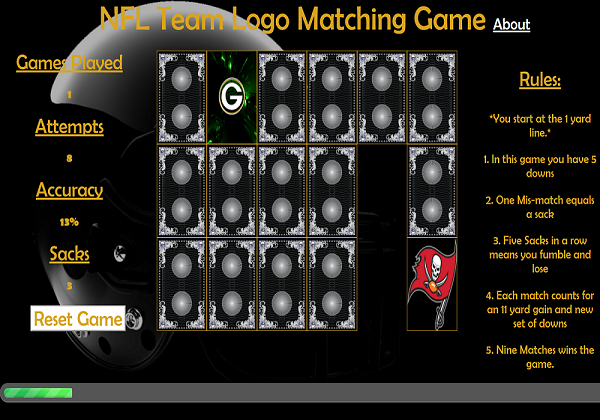 NFL Team Logo Matching Game About
Games Played
1
Attempts
8
Accuracy
13%
Sacks
3
Reset Game
G
Rules:
*You start at the 1 yard
line.*
1. In this game you have 5
downs
2. One Mis-match equals
a sack
3. Five Sacks in a row
means you fumble and
lose
4. Each match counts for
an 11 yard gain and new
set of downs
5. Nine Matches wins the
game.